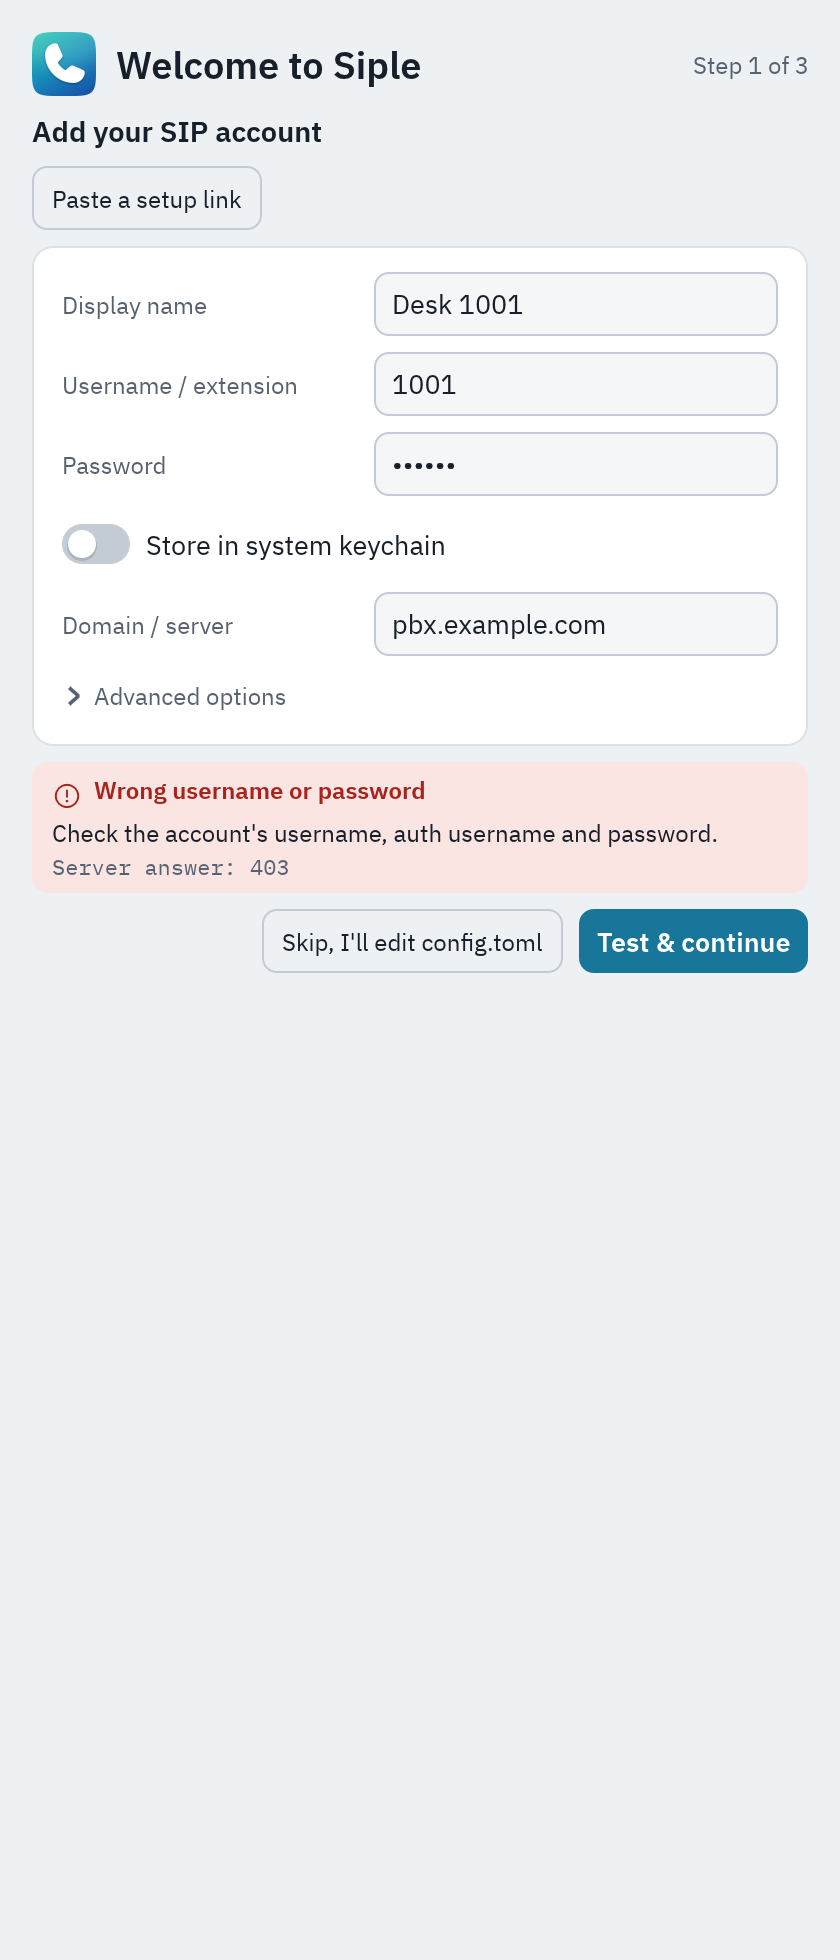 Welcome to Siple
Step 1 of 3
Add your SIP account
Paste a setup link
Display name
Desk 1001
Username / extension
1001
Password
••••••
Store in system keychain
Domain / server
pbx.example.com
Advanced options
Wrong username or password
Check the account's username, auth username and password.
Server answer: 403
Skip, I'll edit config.toml
Test & continue